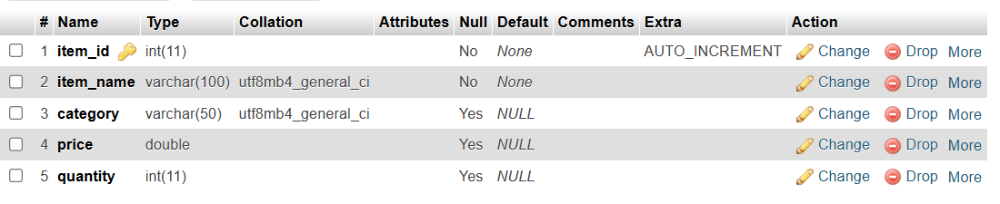 # Name Type Collation Attributes Null Default Comments Extra Action
1 item_id int(11) No None AUTO_INCREMENT Change Drop More
2 item_name varchar(100) utf8mb4_general_ci No None Change Drop More
3 category varchar(50) utf8mb4_general_ci Yes NULL Change Drop More
4 price double Yes NULL Change Drop More
5 quantity int(11) Yes NULL Change Drop More